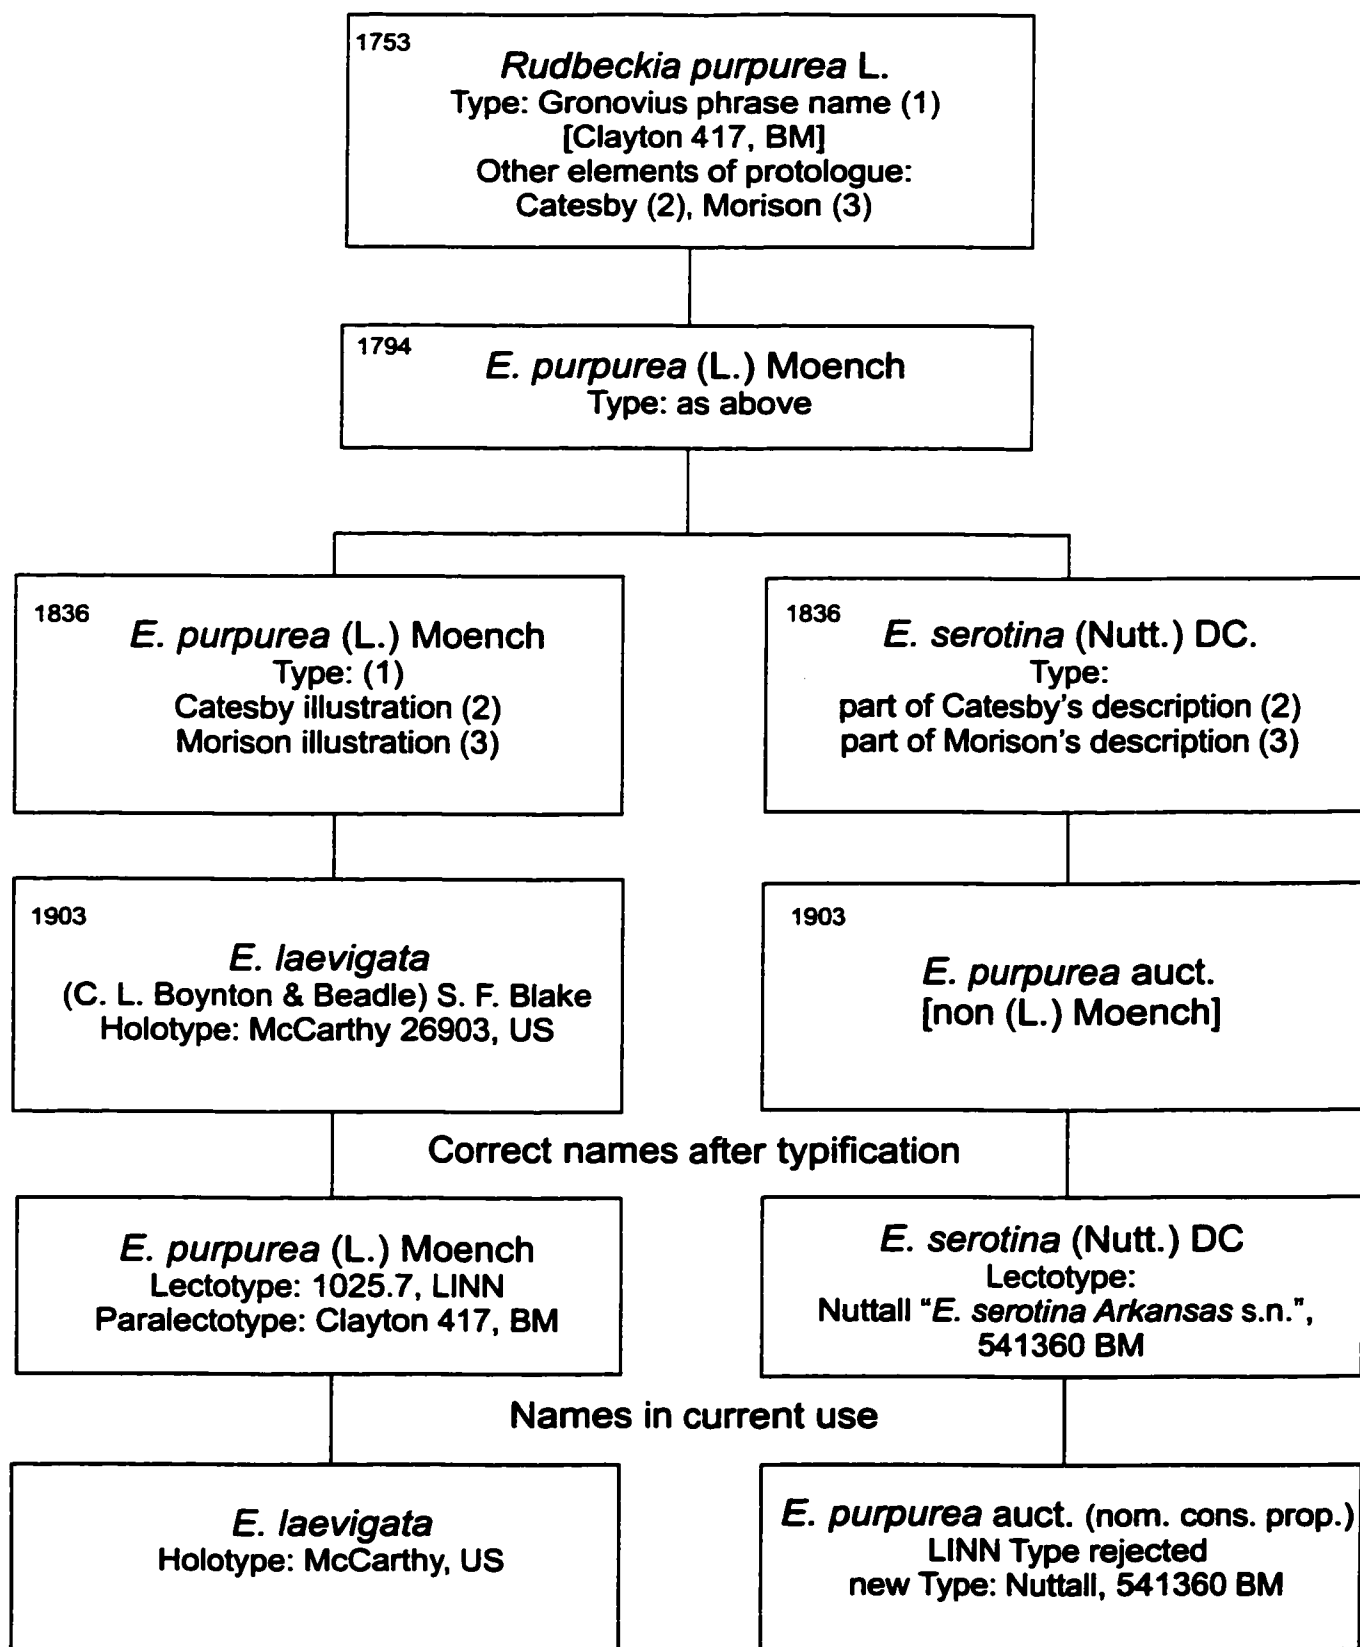 1753
Rudbeckia purpurea L.
Type: Gronovius phrase name (1)
[Clayton 417, BM]
Other elements of protologue:
Catesby (2), Morison (3)
1794
E. purpurea (L.) Moench
Type: as above
1836
E. purpurea (L.) Moench
Type: (1)
Catesby illustration (2)
Morison illustration (3)
1836
E. serotina (Nutt.) DC.
Type:
part of Catesby's description (2)
part of Morison's description (3)
1903
E. laevigata
(C. L. Boynton & Beadle) S. F. Blake
Holotype: McCarthy 26903, US
1903
E. purpurea auct.
[non (L.) Moench]
Correct names after typification
E. purpurea (L.) Moench
Lectotype: 1025.7, LINN
Paralectotype: Clayton 417, BM
E. serotina (Nutt.) DC
Lectotype:
Nuttall "E. serotina Arkansas s.n.",
541360 BM
Names in current use
E. laevigata
Holotype: McCarthy, US
E. purpurea auct. (nom. cons. prop.)
LINN Type rejected
new Type: Nuttall, 541360 BM